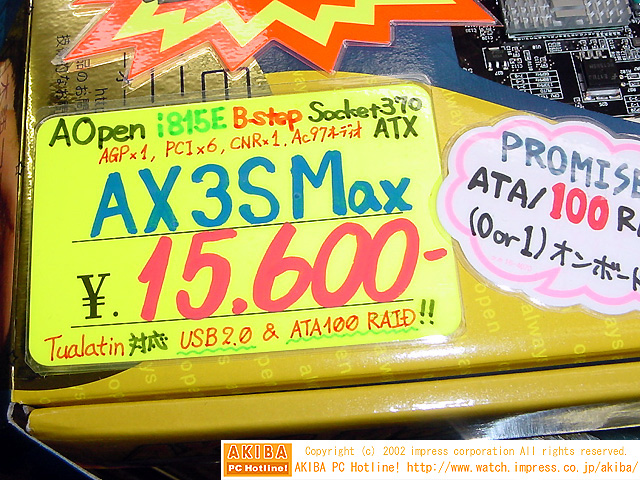 AOpen i815E B-step Socket370
ATX
AGP×1, PCI×6, CNR×1. Ac97オーディオ
AX3S Max
¥. 15.600-
Tualatin対応 USB2.0 & ATA100 RAID!!
PROMISE
ATA/100 RA
(0or1)オンボード
AKIBA
PC Hotline!
Copyright (c) 2002 impress corporation All rights reserved.
AKIBA PC Hotline! http://www.watch.impress.co.jp/akiba/